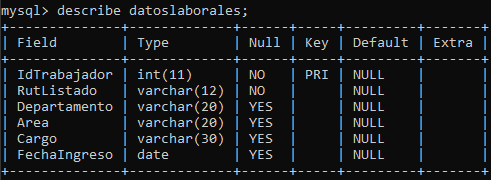 mysql> describe datoslaborales;
+--------------+-------------+------+-----+---------+-------+
| Field        | Type        | Null | Key | Default | Extra |
+--------------+-------------+------+-----+---------+-------+
| IdTrabajador | int(11)     | NO   | PRI | NULL    |       |
| RutListado   | varchar(12) | NO   |     | NULL    |       |
| Departamento | varchar(20) | YES  |     | NULL    |       |
| Area         | varchar(20) | YES  |     | NULL    |       |
| Cargo        | varchar(30) | YES  |     | NULL    |       |
| FechaIngreso | date        | YES  |     | NULL    |       |
+--------------+-------------+------+-----+---------+-------+